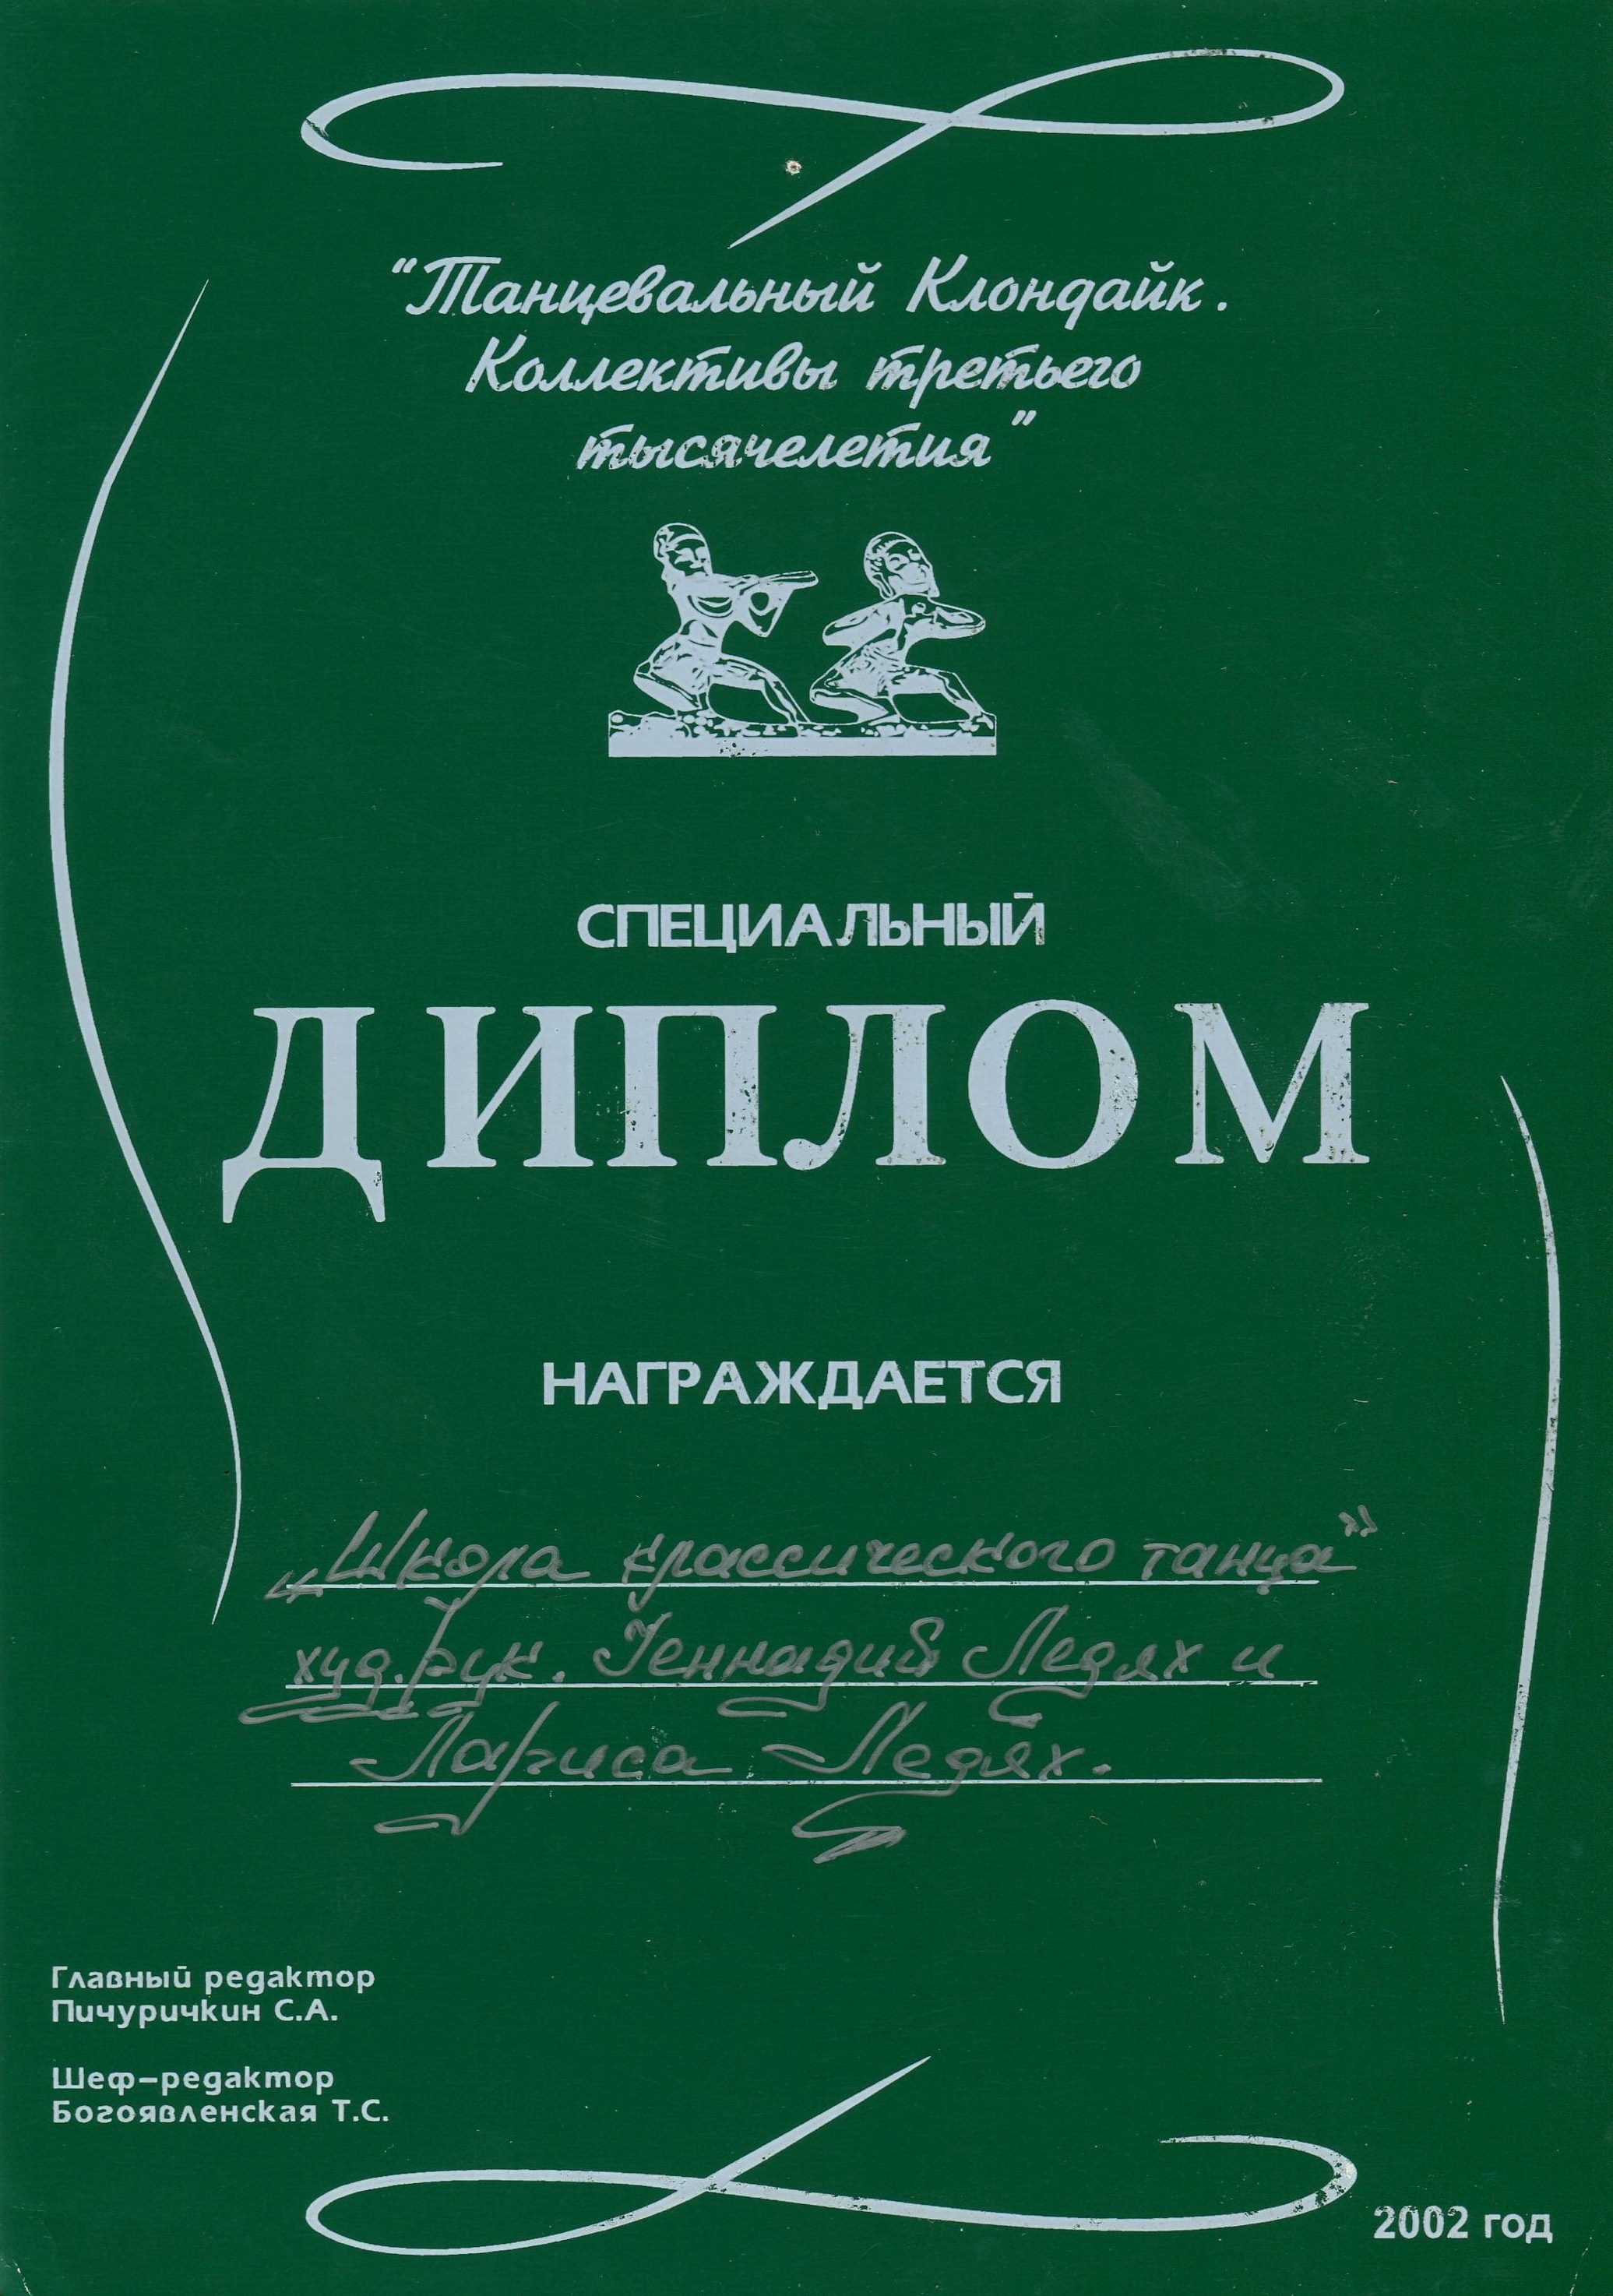 “Танцевальный Клондайк.
Коллективы третьего
тысячелетия”
СПЕЦИАЛЬНЫЙ
ДИПЛОМ
НАГРАЖДАЕТСЯ
„Школа классического танца”
худ. рук. Геннадий Ледях и
Лариса Ледях.
Главный редактор
Пичуричкин С.А.
Шеф-редактор
Богоявленская Т.С.
2002 год